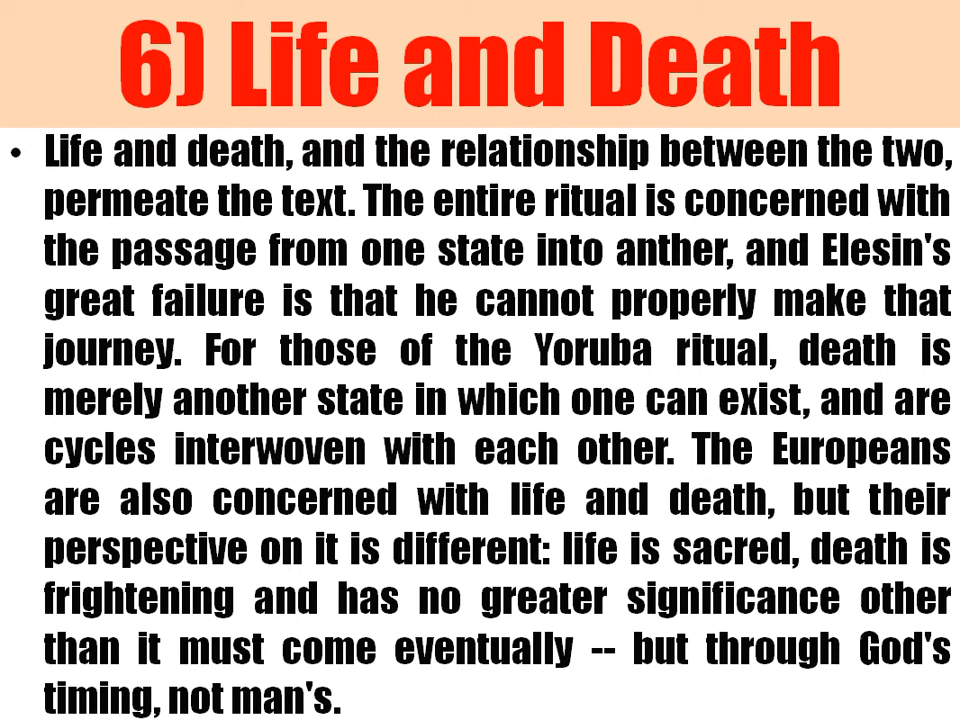 6) Life and Death
• Life and death, and the relationship between the two,
permeate the text. The entire ritual is concerned with
the passage from one state into anther, and Elesin's
great failure is that he cannot properly make that
journey. For those of the Yoruba ritual, death is
merely another state in which one can exist, and are
cycles interwoven with each other. The Europeans
are also concerned with life and death, but their
perspective on it is different: life is sacred, death is
frightening and has no greater significance other
than it must come eventually -- but through God's
timing, not man's.